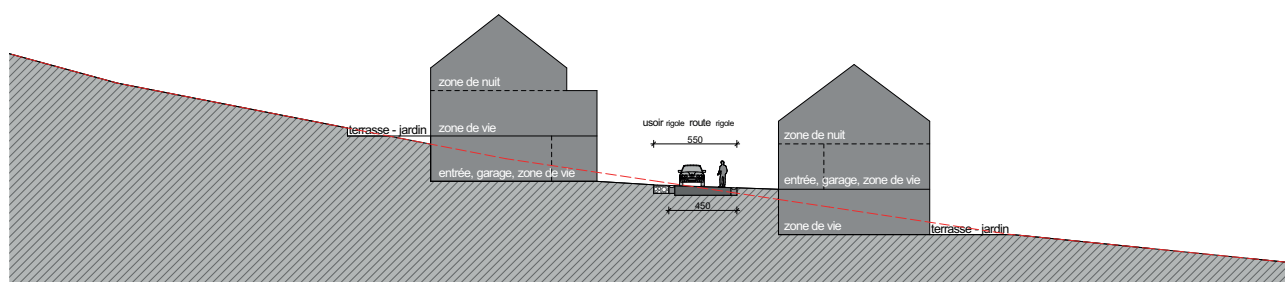 zone de nuit
terrasse - jardin
zone de vie
entrée, garage, zone de vie
usoir rigole route rigole
550
450
zone de nuit
entrée, garage, zone de vie
zone de vie
terrasse - jardin